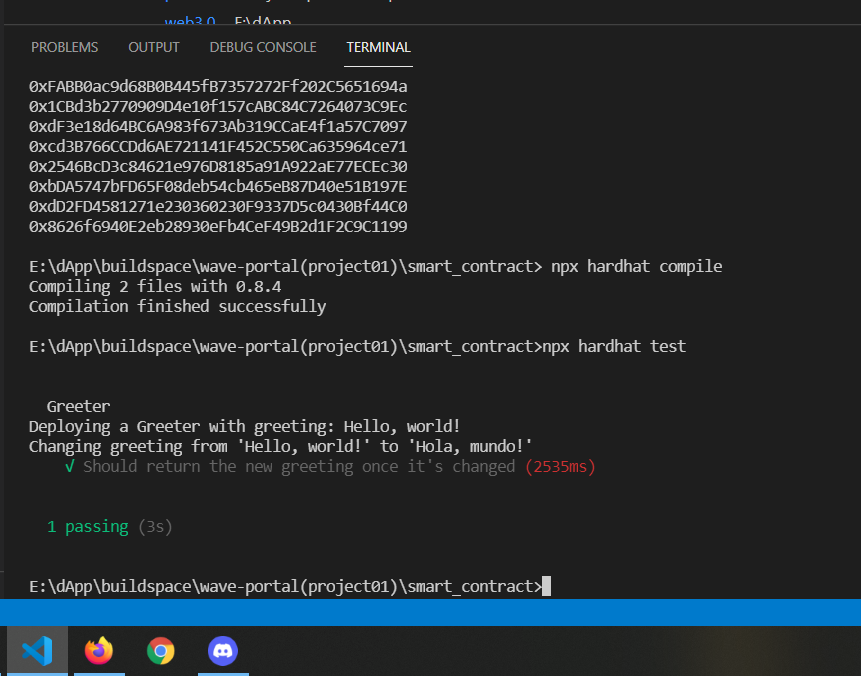 web3.0 E:\dApp
PROBLEMS OUTPUT DEBUG CONSOLE TERMINAL
0xFABB0ac9d68B0B445fB7357272Ff202C5651694a
0x1CBd3b2770909D4e10f157cABC84C7264073C9Ec
0xdF3e18d64BC6A983f673Ab319CCaE4f1a57C7097
0xcd3B766CCDd6AE721141F452C550Ca635964ce71
0x2546BcD3c84621e976D8185a91A922aE77ECEc30
0xbDA5747bFD65F08deb54cb465eB87D40e51B197E
0xdD2FD4581271e230360230F9337D5c0430Bf44C0
0x8626f6940E2eb28930eFb4CeF49B2d1F2C9C1199
E:\dApp\buildspace\wave-portal(project01)\smart_contract> npx hardhat compile
Compiling 2 files with 0.8.4
Compilation finished successfully
E:\dApp\buildspace\wave-portal(project01)\smart_contract>npx hardhat test
Greeter
Deploying a Greeter with greeting: Hello, world!
Changing greeting from 'Hello, world!' to 'Hola, mundo!'
√ Should return the new greeting once it's changed (2535ms)
1 passing (3s)
E:\dApp\buildspace\wave-portal(project01)\smart_contract>